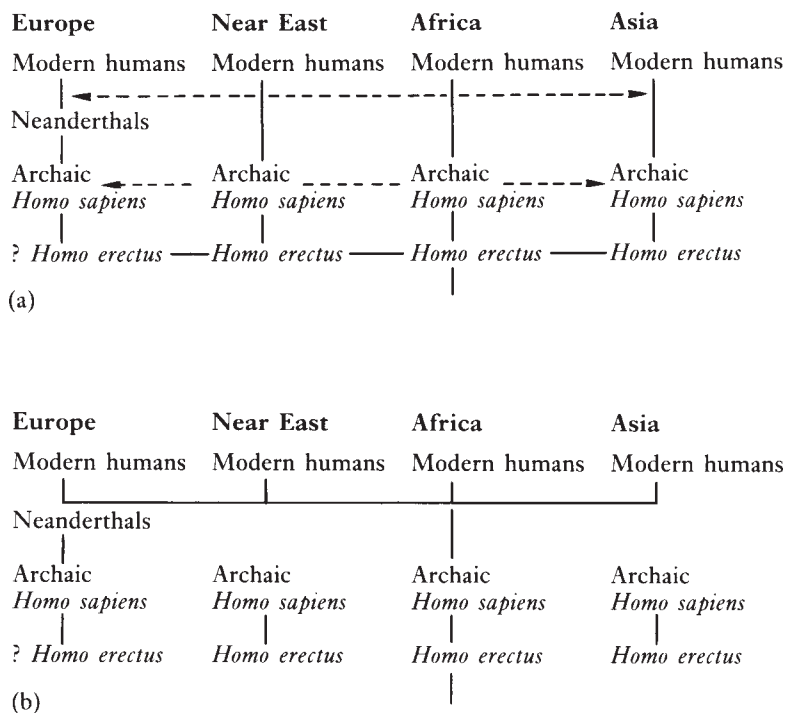 Europe Near East Africa Asia
Modern humans Modern humans Modern humans Modern humans
Neanderthals
Archaic Archaic Archaic Archaic
Homo sapiens Homo sapiens Homo sapiens Homo sapiens
? Homo erectus Homo erectus Homo erectus Homo erectus
(a)
Europe Near East Africa Asia
Modern humans Modern humans Modern humans Modern humans
Neanderthals
Archaic Archaic Archaic Archaic
Homo sapiens Homo sapiens Homo sapiens Homo sapiens
? Homo erectus Homo erectus Homo erectus Homo erectus
(b)